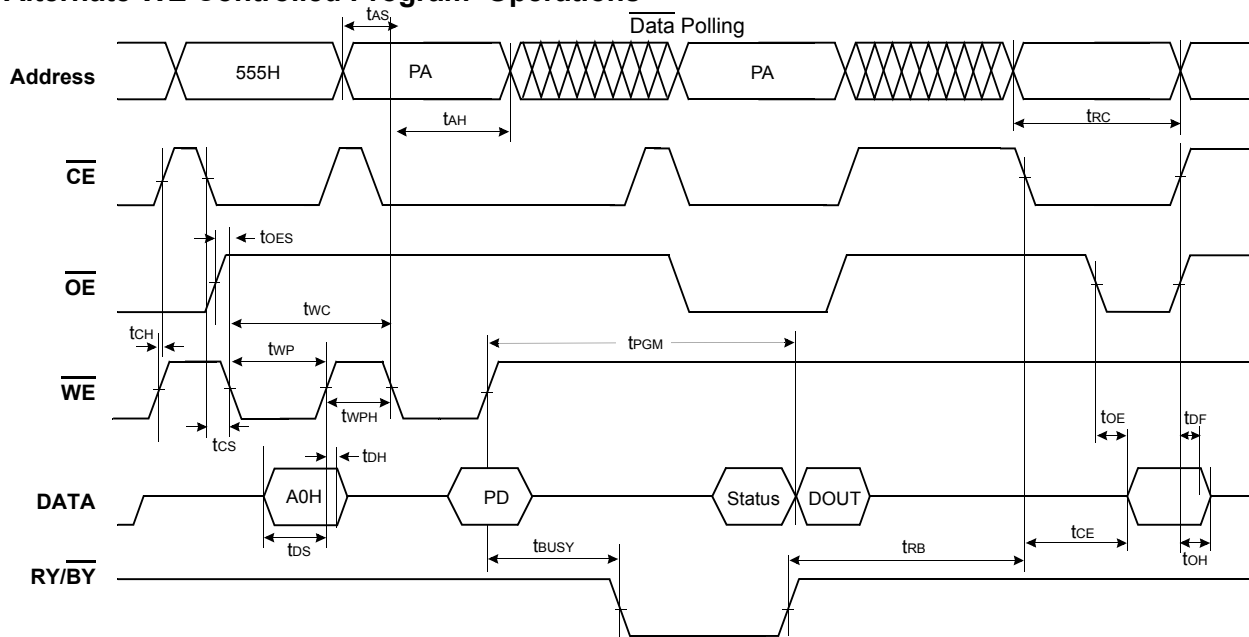 Alternate WE Controlled Program Operations
tAS
Data Polling
Address
555H
PA
PA
tAH
tRC
CE
tOES
OE
tWC
tCH
tWP
tPGM
WE
tWPH
tCS
tDH
tOE
tDF
DATA
A0H
PD
Status
DOUT
tDS
tBUSY
tRB
tCE
tOH
RY/BY